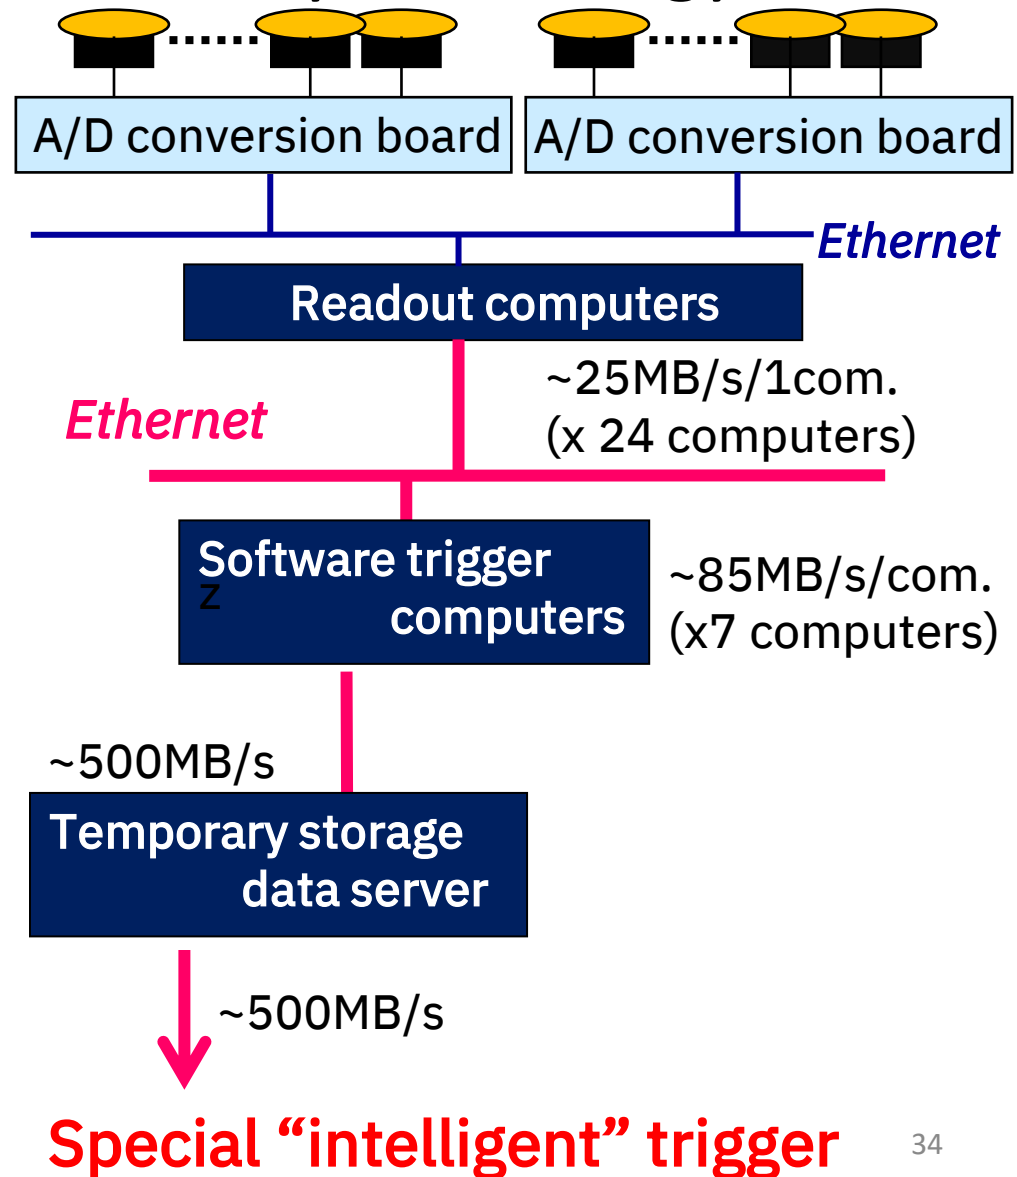 A/D conversion board
A/D conversion board
Ethernet
Readout computers
~25MB/s/1com.
(x 24 computers)
Ethernet
Software trigger
z
computers
~85MB/s/com.
(x7 computers)
~500MB/s
Temporary storage
data server
~500MB/s
Special “intelligent” trigger
34